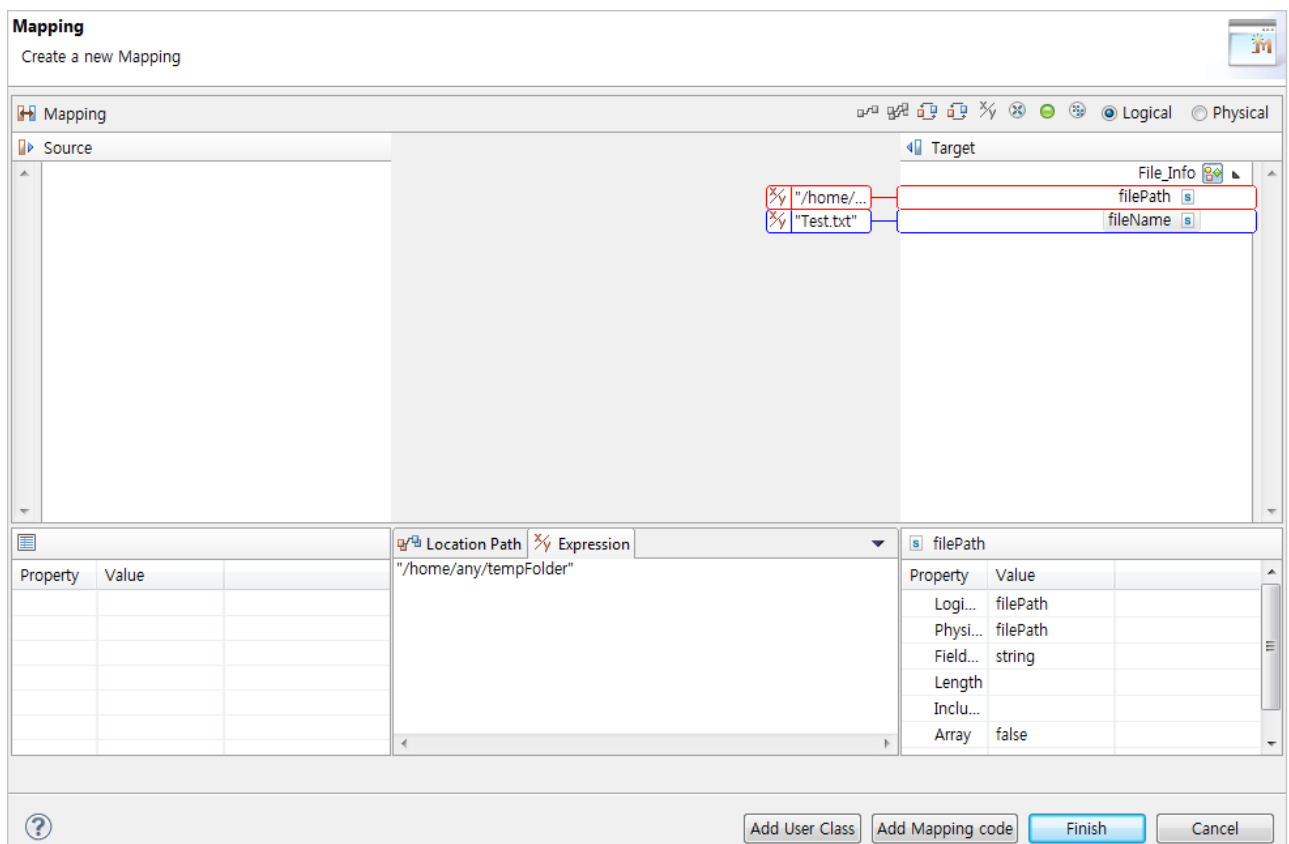 Mapping
Create a new Mapping
Mapping
Logical Physical
Source
Target
File_Info
"/home/... filePath
"Test.txt" fileName
Location Path Expression
filePath
Property Value
"/home/any/tempFolder"
Property Value
Logi... filePath
Physi... filePath
Field... string
Length
Inclu...
Array false
Add User Class Add Mapping code Finish Cancel